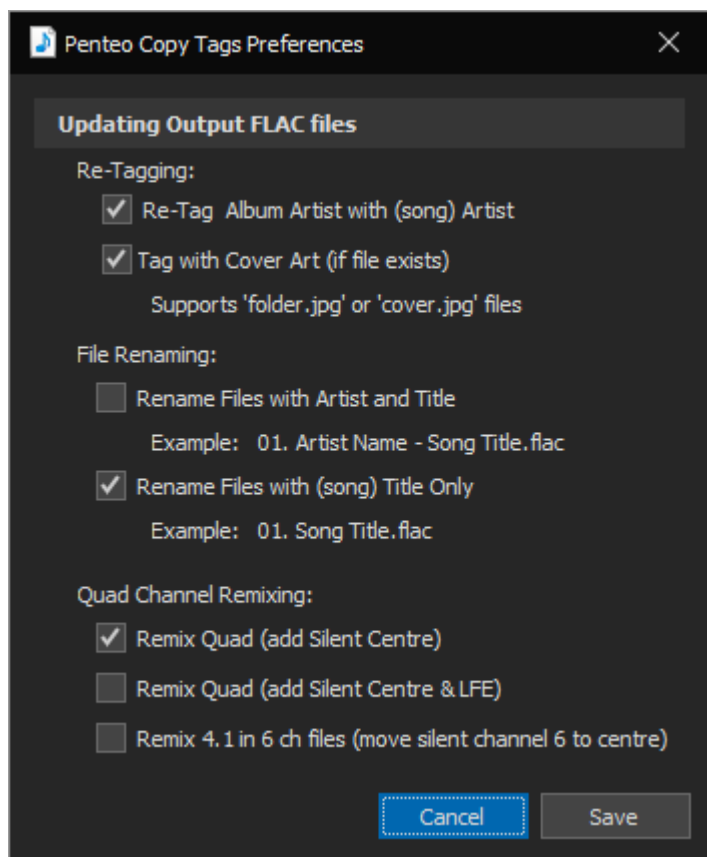 Penteo Copy Tags Preferences
Updating Output FLAC files
Re-Tagging:
Re-Tag Album Artist with (song) Artist
Tag with Cover Art (if file exists)
Supports 'folder.jpg' or 'cover.jpg' files
File Renaming:
Rename Files with Artist and Title
Example: 01. Artist Name - Song Title.flac
Rename Files with (song) Title Only
Example: 01. Song Title.flac
Quad Channel Remixing:
Remix Quad (add Silent Centre)
Remix Quad (add Silent Centre & LFE)
Remix 4.1 in 6 ch files (move silent channel 6 to centre)
Cancel Save